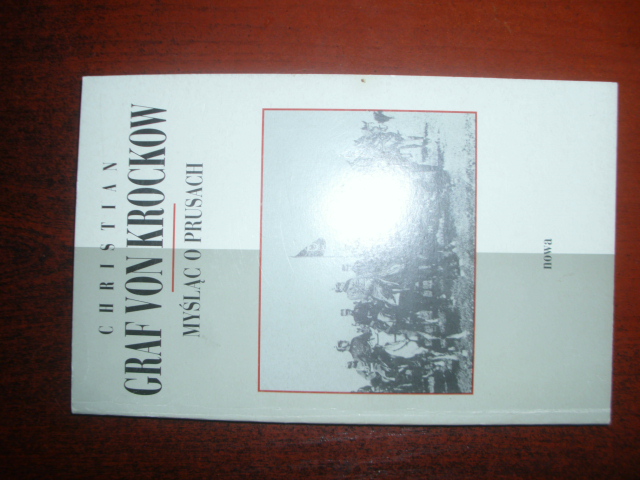 CHRISTIAN
GRAF VON KROCKOW
MYŚLĄC O PRUSACH
nowa